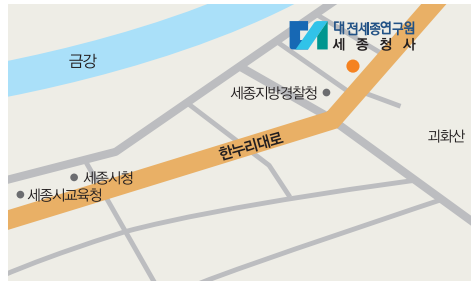 대전세종연구원
세종청사
금강
세종지방경찰청
괴화산
한누리대로
세종시청
세종시교육청